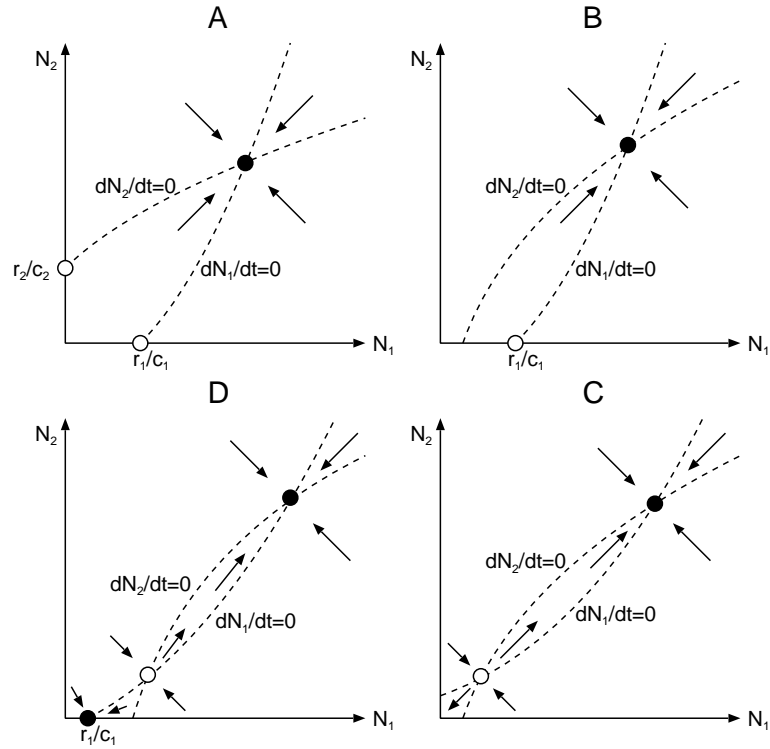 A
N2
dN2/dt=0
r2/c2
dN1/dt=0
r1/c1
N1
B
N2
dN2/dt=0
dN1/dt=0
r1/c1
N1
D
N2
dN2/dt=0
dN1/dt=0
r1/c1
N1
C
N2
dN2/dt=0
dN1/dt=0
N1